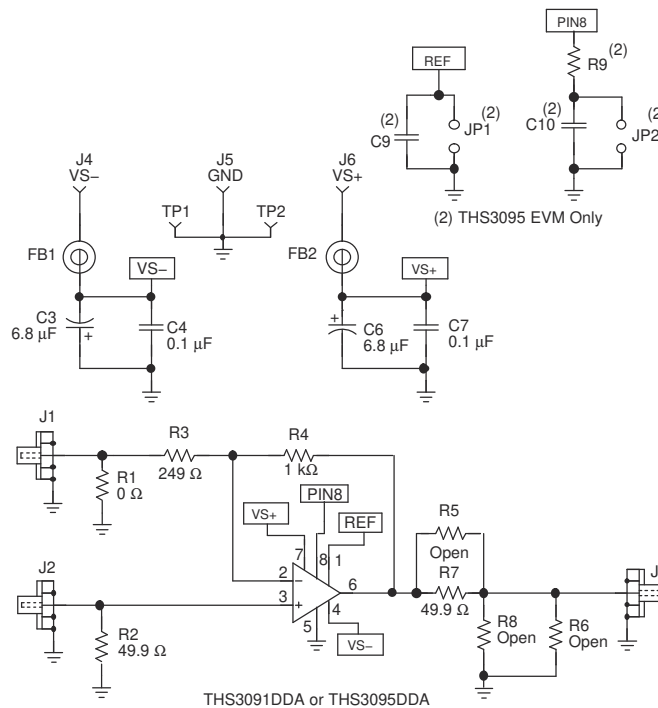 PIN8
REF
R9
(2)
(2)
C9
(2)
JP1
(2)
C10
(2
JP2
(2) THS3095 EVM Only
J4
VS−
J5
GND
J6
VS+
TP1
TP2
FB1
FB2
VS−
VS+
C3
6.8 µF
+
C4
0.1 µF
+
C6
6.8 µF
C7
0.1 µF
J1
R3
249 Ω
R4
1 kΩ
R1
0 Ω
VS+
PIN8
REF
7
8
1
2
−
3
+
6
5
4
VS−
R5
Open
R7
49.9 Ω
J
J2
R2
49.9 Ω
R8
Open
R6
Open
THS3091DDA or THS3095DDA